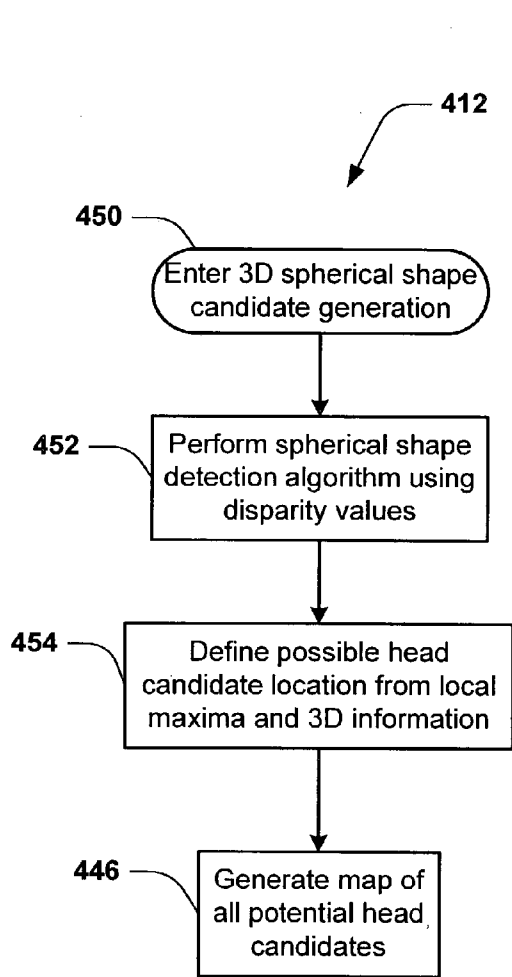 412
450
Enter 3D spherical shape
candidate generation
452
Perform spherical shape
detection algorithm using
disparity values
454
Define possible head
candidate location from local
maxima and 3D information
446
Generate map of
all potential head
candidates